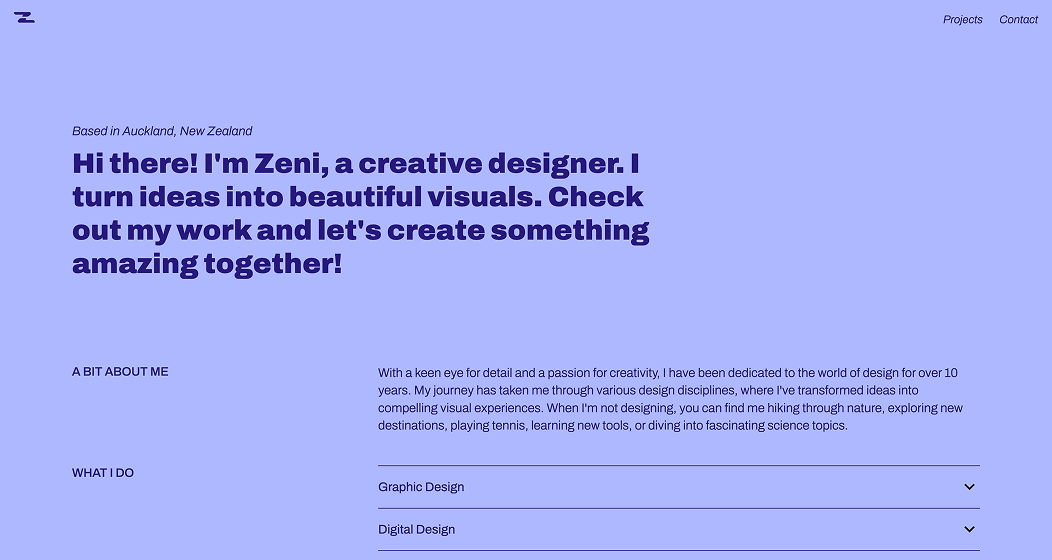 Projects Contact
Based in Auckland, New Zealand
Hi there! I'm Zeni, a creative designer. I
turn ideas into beautiful visuals. Check
out my work and let's create something
amazing together!
A BIT ABOUT ME
With a keen eye for detail and a passion for creativity, I have been dedicated to the world of design for over 10
years. My journey has taken me through various design disciplines, where I've transformed ideas into
compelling visual experiences. When I'm not designing, you can find me hiking through nature, exploring new
destinations, playing tennis, learning new tools, or diving into fascinating science topics.
WHAT I DO
Graphic Design
Digital Design